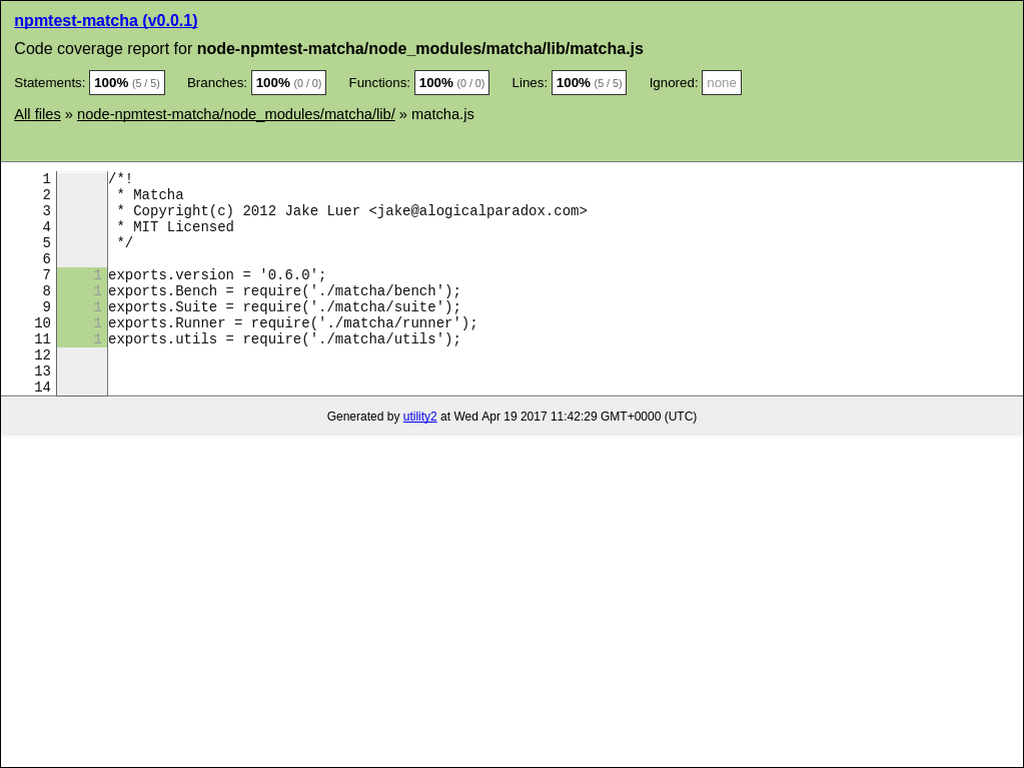 npmtest-matcha (v0.0.1)
Code coverage report for node-npmtest-matcha/node_modules/matcha/lib/matcha.js
Statements: 100% (5 / 5) Branches: 100% (0 / 0) Functions: 100% (0 / 0) Lines: 100% (5 / 5) Ignored: none
All files » node-npmtest-matcha/node_modules/matcha/lib/ » matcha.js
1 /*!
2  * Matcha
3  * Copyright(c) 2012 Jake Luer <jake@alogicalparadox.com>
4  * MIT Licensed
5  */
6
7 1 exports.version = '0.6.0';
8 1 exports.Bench = require('./matcha/bench');
9 1 exports.Suite = require('./matcha/suite');
10 1 exports.Runner = require('./matcha/runner');
11 1 exports.utils = require('./matcha/utils');
12
13
14
Generated by utility2 at Wed Apr 19 2017 11:42:29 GMT+0000 (UTC)